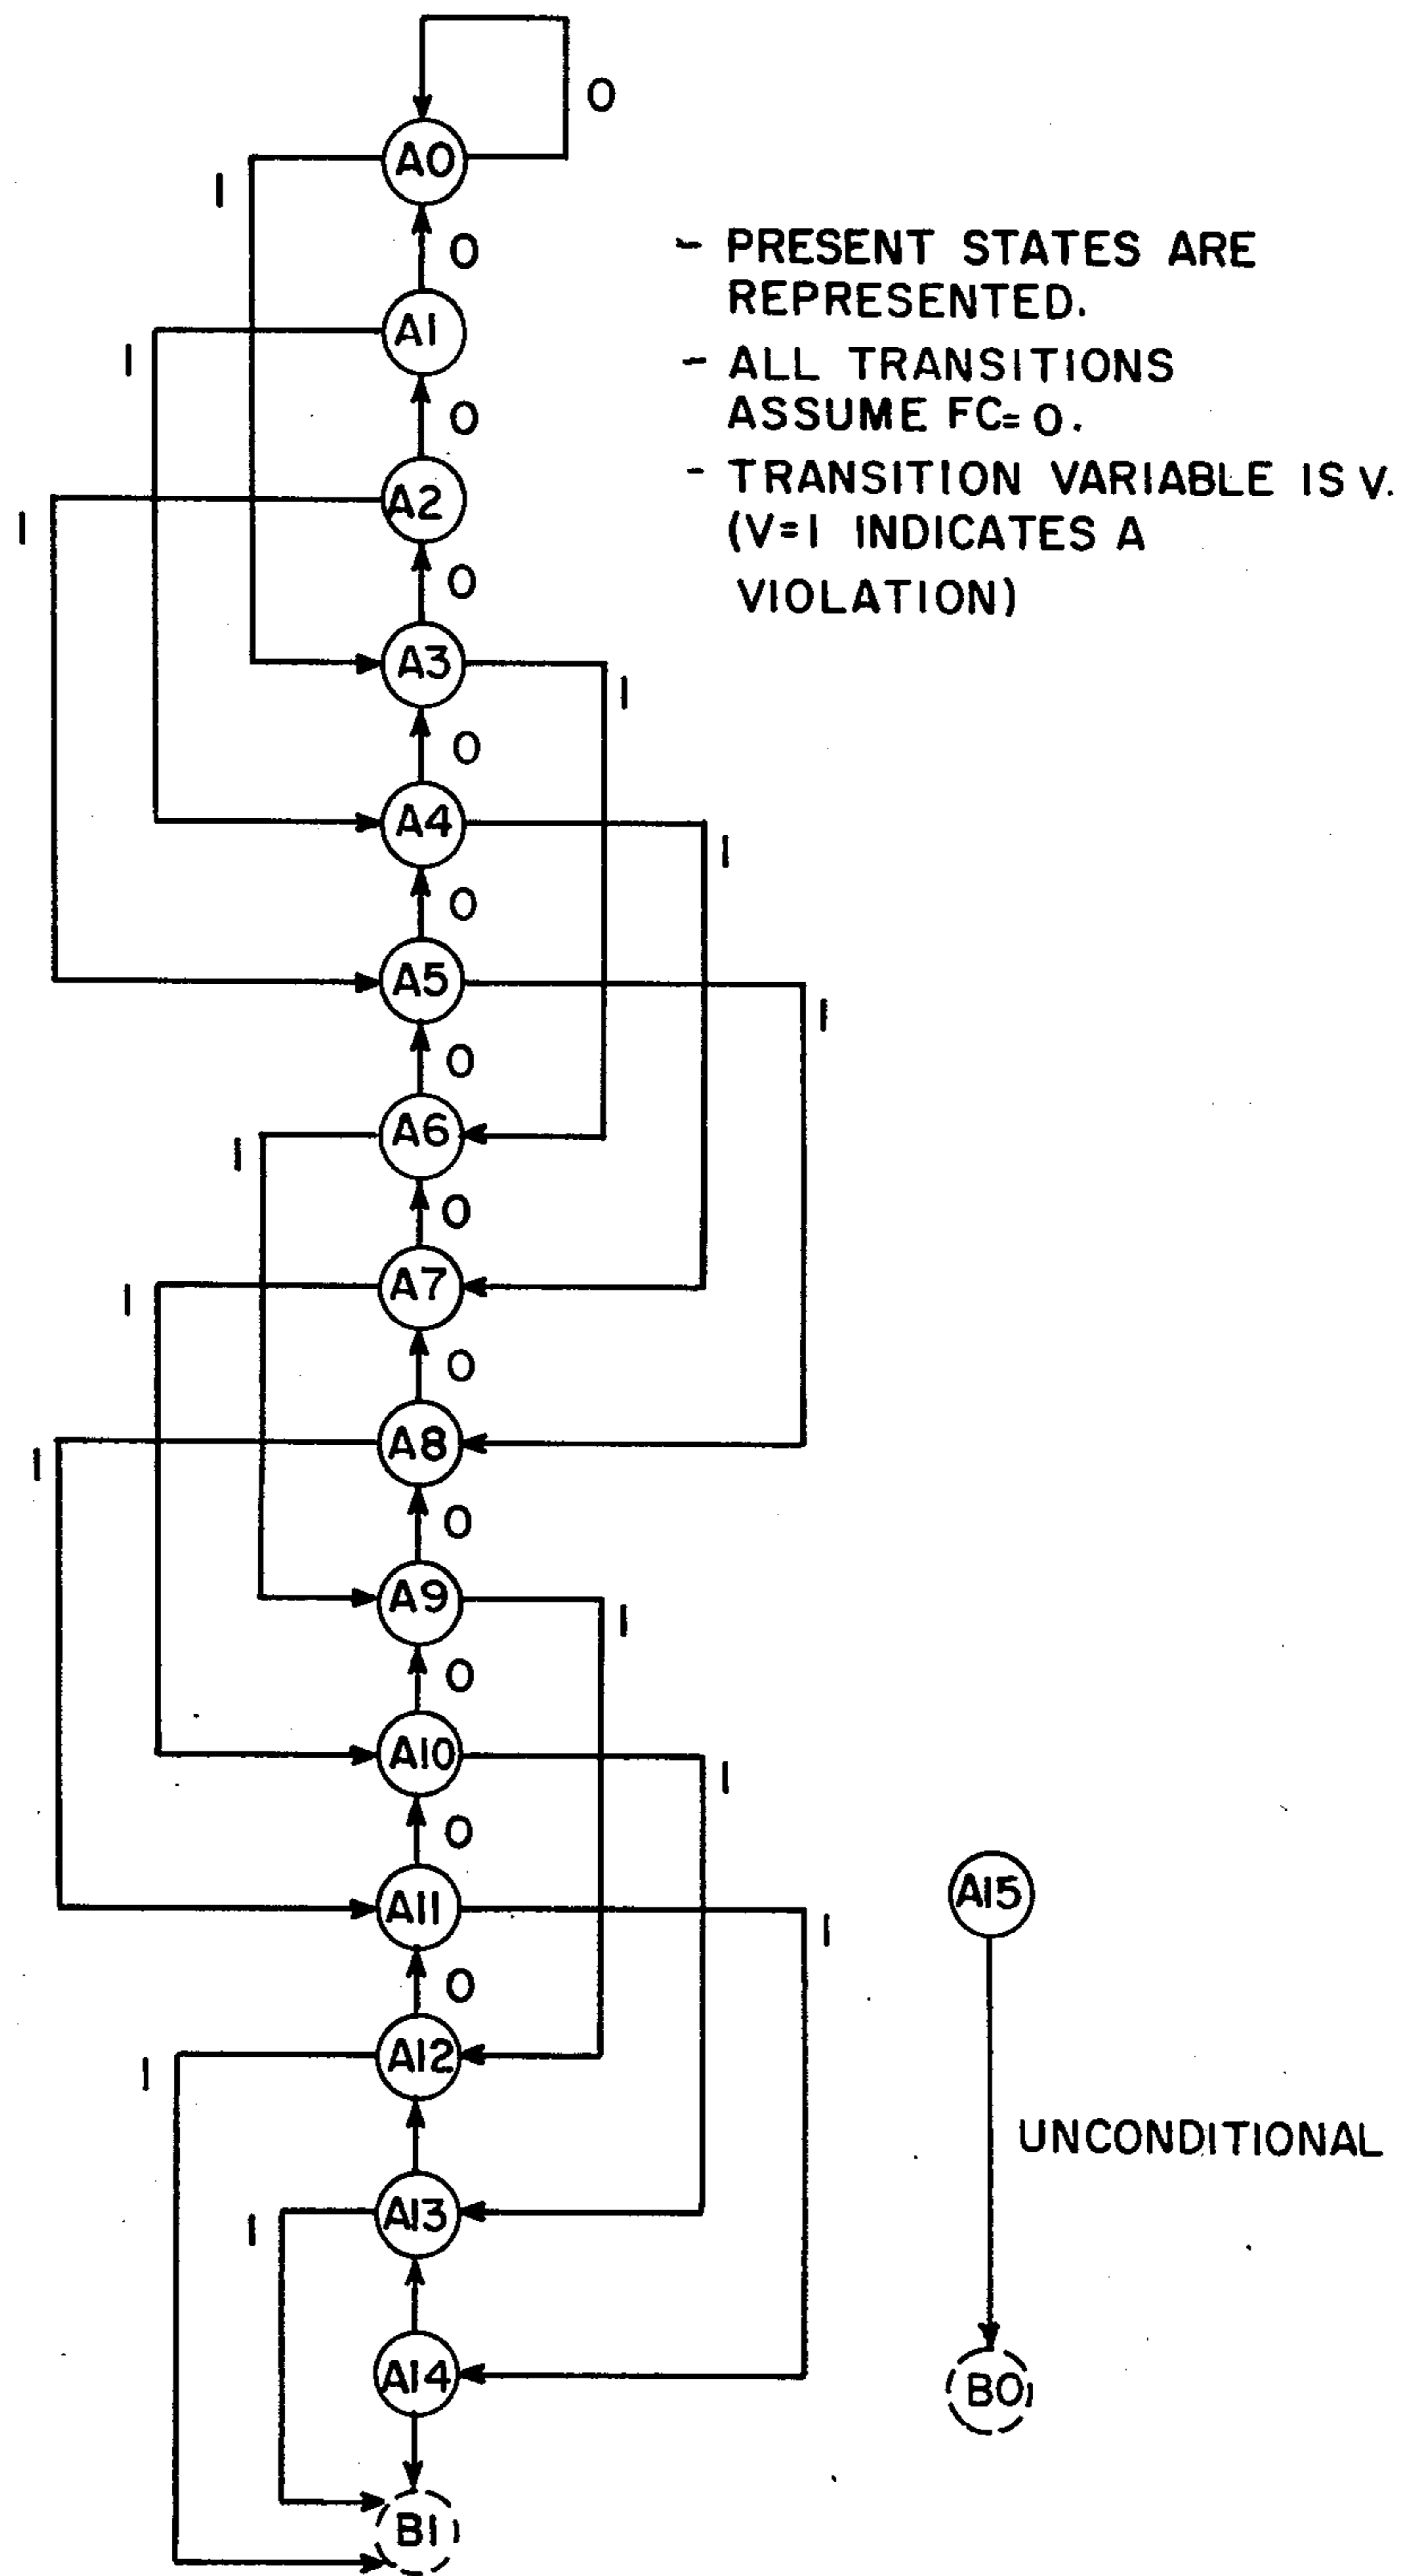 0
A0
1
0
- PRESENT STATES ARE
REPRESENTED.
A1
1
- ALL TRANSITIONS
ASSUME FC=0.
0
- TRANSITION VARIABLE IS V.
A2
1
(V=1 INDICATES A
0
VIOLATION)
A3
1
0
A4
1
0
A5
1
0
A6
1
0
A7
1
0
A8
1
0
A9
1
0
A10
1
0
A11
1
A15
0
A12
1
UNCONDITIONAL
A13
1
A14
B0
B1